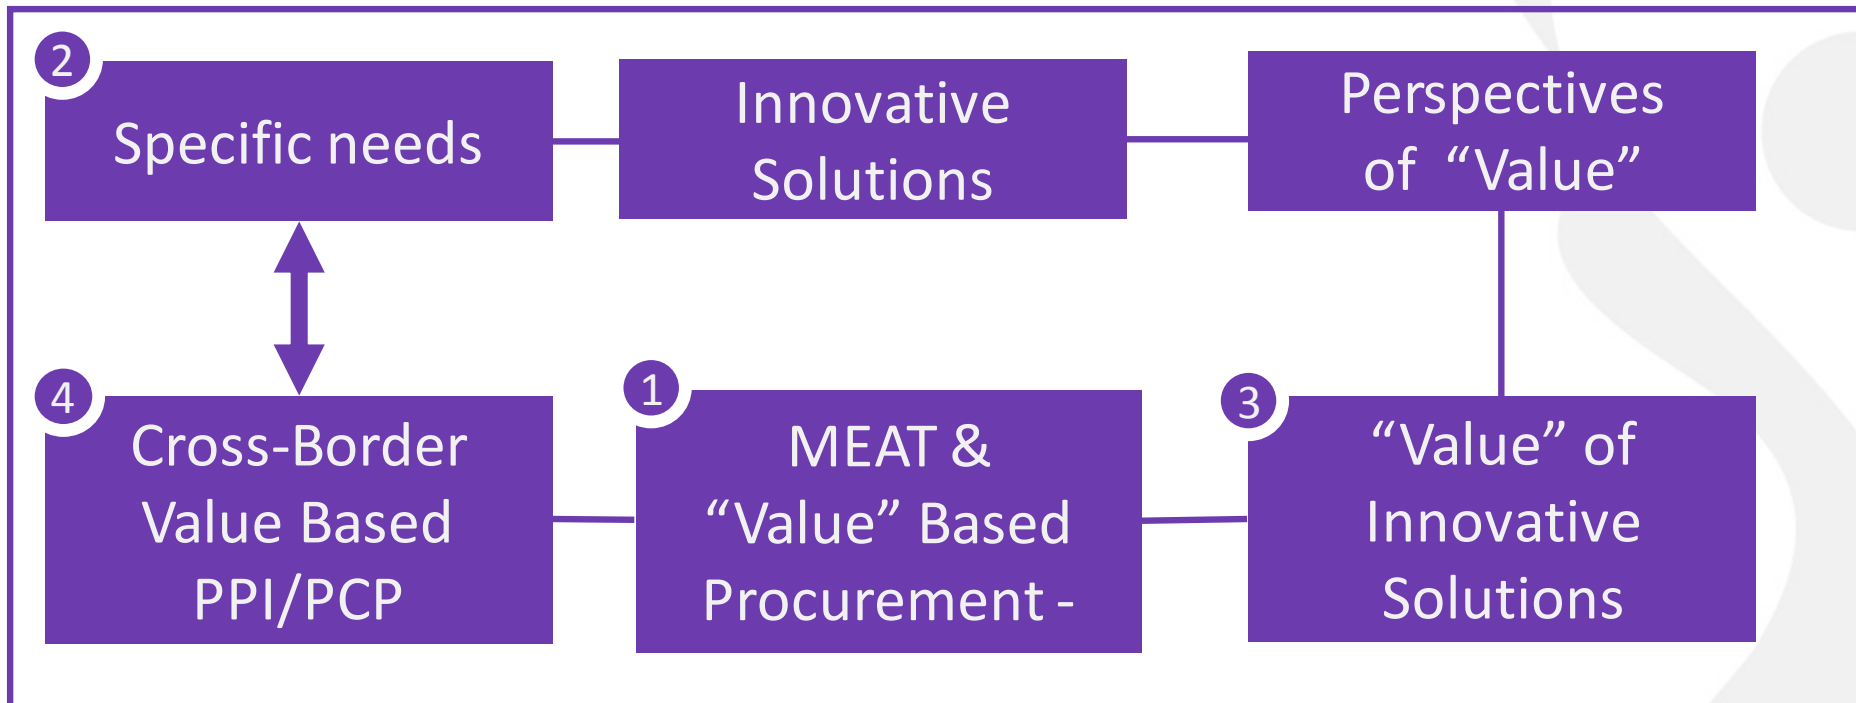 2
Specific needs
Innovative
Solutions
Perspectives
of “Value”
4
Cross-Border
Value Based
PPI/PCP
1
MEAT &
“Value” Based
Procurement -
3
“Value” of
Innovative
Solutions